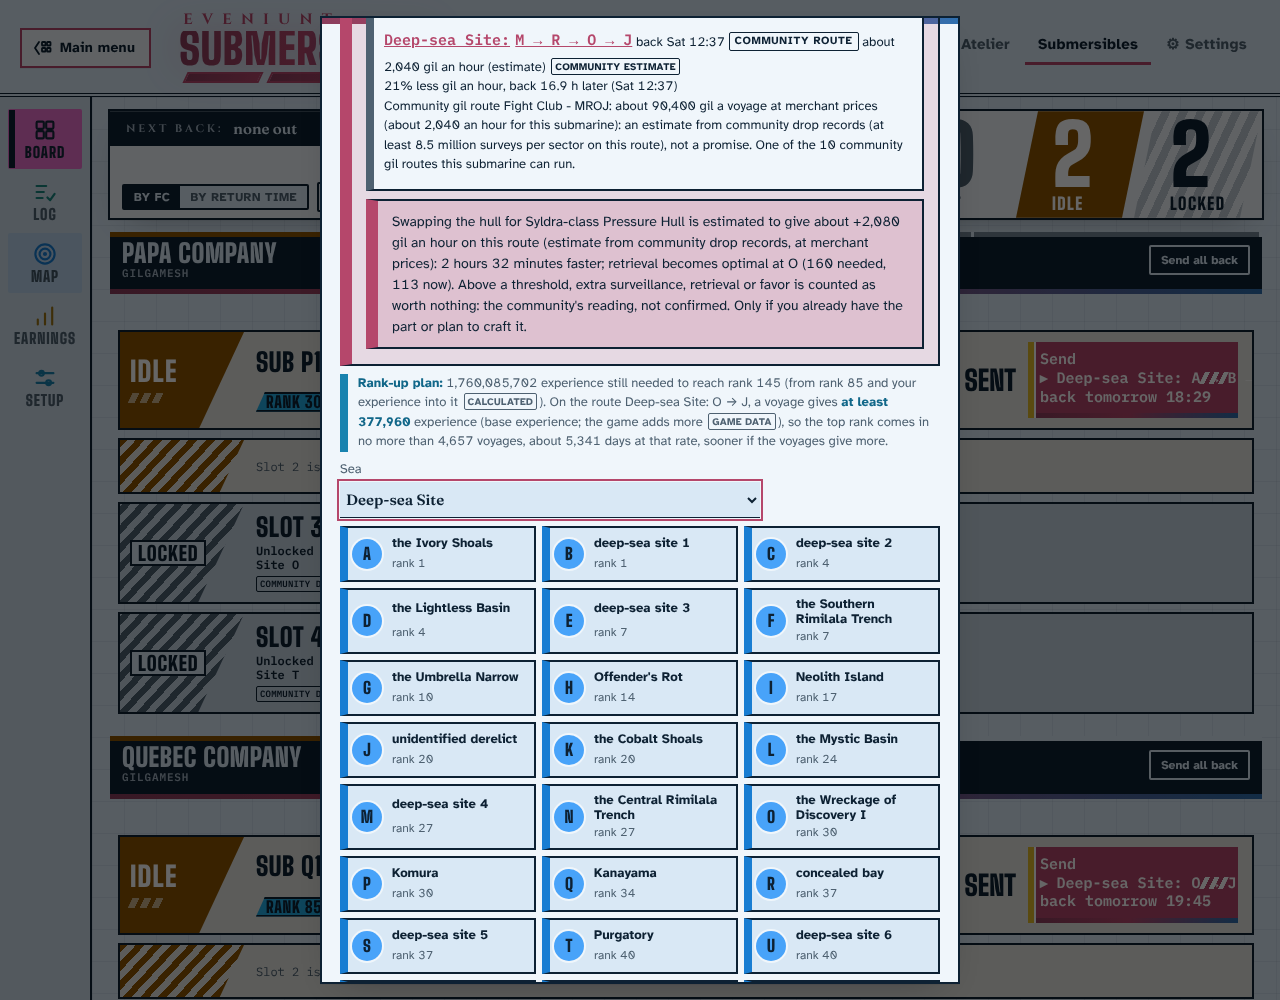 EVENIUNT
Main menu
SUBMERS
Atelier
Submersibles
Settings
BOARD
LOG
MAP
EARNINGS
SETUP
NEXT BACK: none out
BY FC
BY RETURN TIME
2
IDLE
2
LOCKED
PAPA COMPANY
GILGAMESH
Send all back
IDLE
SUB P1
RANK 30
SENT
Send
▶ Deep-sea Site: A
B
back tomorrow 18:29
Slot 2 is
LOCKED
SLOT 3
Unlocked
Site O
COMMUNITY D
LOCKED
SLOT 4
Unlocked
Site T
COMMUNITY D
QUEBEC COMPANY
GILGAMESH
Send all back
IDLE
SUB Q1
RANK 85
SENT
Send
▶ Deep-sea Site: O
J
back tomorrow 19:45
Slot 2 is
Deep-sea Site: M → R → O → J back Sat 12:37 COMMUNITY ROUTE about
2,040 gil an hour (estimate) COMMUNITY ESTIMATE
21% less gil an hour, back 16.9 h later (Sat 12:37)
Community gil route Fight Club - MROJ: about 90,400 gil a voyage at merchant prices
(about 2,040 an hour for this submarine): an estimate from community drop records (at
least 8.5 million surveys per sector on this route), not a promise. One of the 10 community
gil routes this submarine can run.
Swapping the hull for Syldra-class Pressure Hull is estimated to give about +2,080
gil an hour on this route (estimate from community drop records, at merchant
prices): 2 hours 32 minutes faster; retrieval becomes optimal at O (160 needed,
113 now). Above a threshold, extra surveillance, retrieval or favor is counted as
worth nothing: the community's reading, not confirmed. Only if you already have the
part or plan to craft it.
Rank-up plan: 1,760,085,702 experience still needed to reach rank 145 (from rank 85 and your
experience into it CALCULATED ). On the route Deep-sea Site: O → J, a voyage gives at least
377,960 experience (base experience; the game adds more GAME DATA ), so the top rank comes in
no more than 4,657 voyages, about 5,341 days at that rate, sooner if the voyages give more.
Sea
Deep-sea Site
A the Ivory Shoals
rank 1
B deep-sea site 1
rank 1
C deep-sea site 2
rank 4
D the Lightless Basin
rank 4
E deep-sea site 3
rank 7
F the Southern
Rimilala Trench
rank 7
G the Umbrella Narrow
rank 10
H Offender's Rot
rank 14
I Neolith Island
rank 17
J unidentified derelict
rank 20
K the Cobalt Shoals
rank 20
L the Mystic Basin
rank 24
M deep-sea site 4
rank 27
N the Central Rimilala
Trench
rank 27
O the Wreckage of
Discovery I
rank 30
P Komura
rank 30
Q Kanayama
rank 34
R concealed bay
rank 37
S deep-sea site 5
rank 37
T Purgatory
rank 40
U deep-sea site 6
rank 40